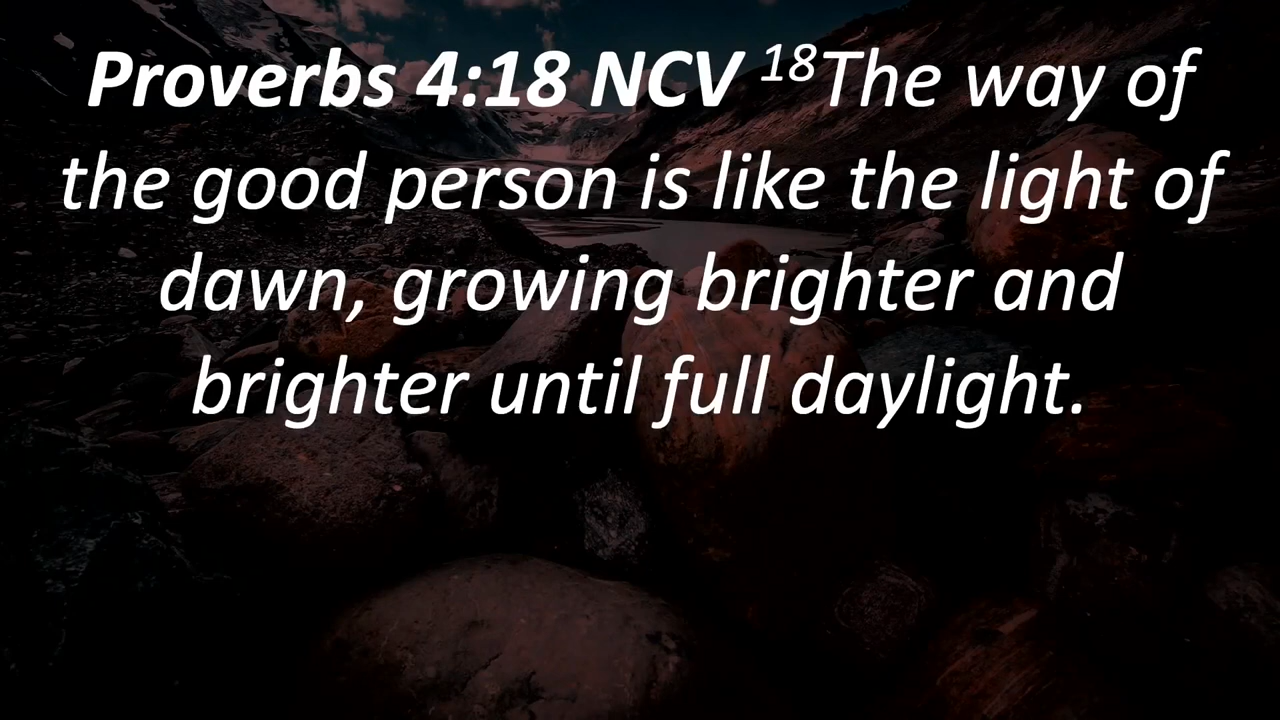 Proverbs 4:18 NCV 18The way of
the good person is like the light of
dawn, growing brighter and
brighter until full daylight.